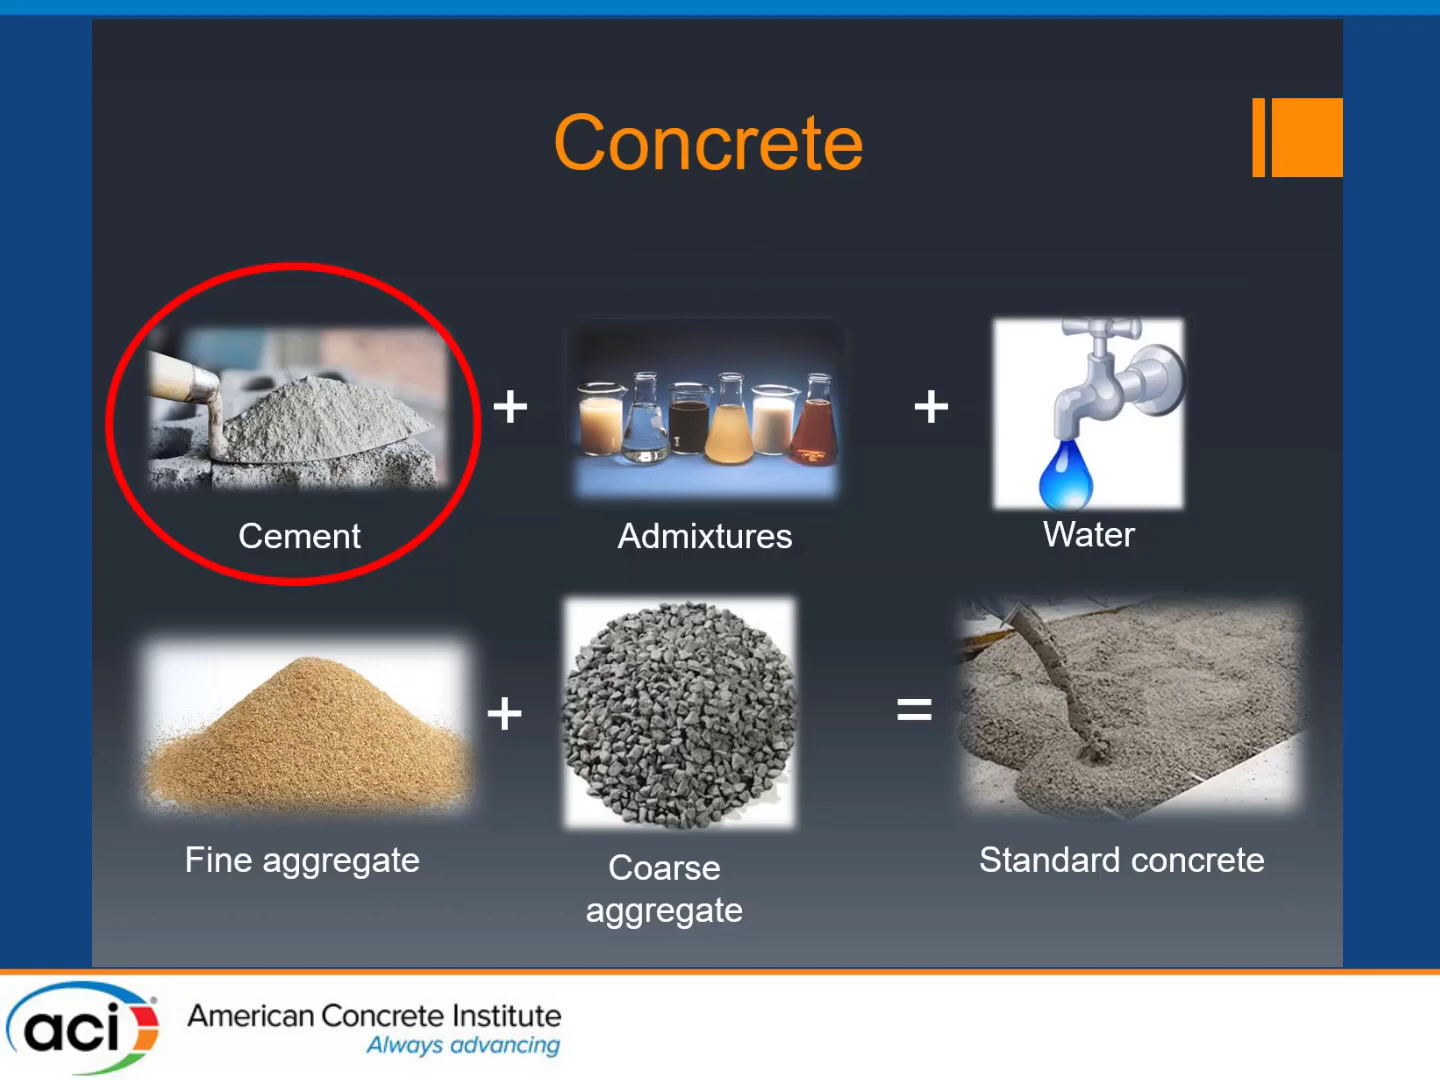 Concrete
+
+
Cement
Admixtures
Water
+
=
Fine aggregate
Coarse
aggregate
Standard concrete
aci
American Concrete Institute
Always advancing